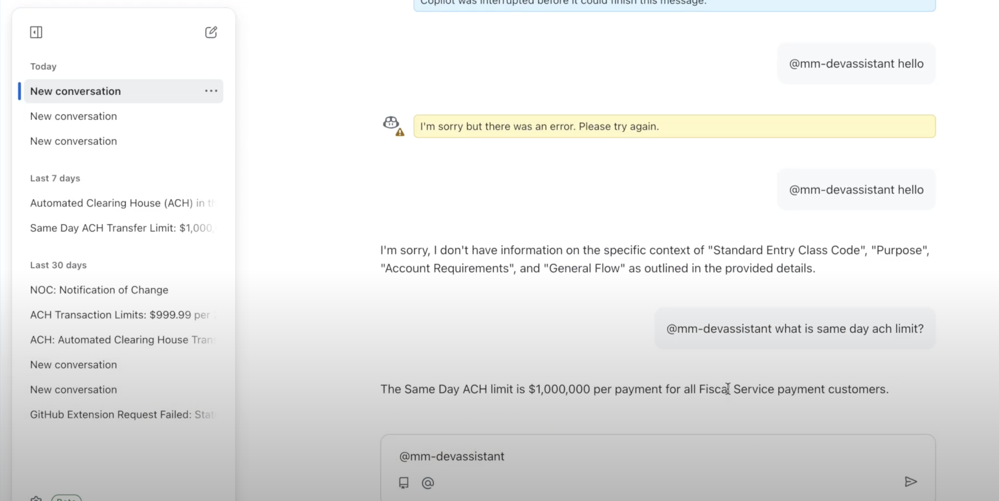 Copilot was interrupted before it could finish this message.
Today
New conversation
New conversation
New conversation
Last 7 days
Automated Clearing House (ACH) in th
Same Day ACH Transfer Limit: $1,000,
Last 30 days
NOC: Notification of Change
ACH Transaction Limits: $999.99 per
ACH: Automated Clearing House Trans
New conversation
New conversation
GitHub Extension Request Failed: Stat
Beta
@mm-devassistant hello
I'm sorry but there was an error. Please try again.
@mm-devassistant hello
I'm sorry, I don't have information on the specific context of "Standard Entry Class Code", "Purpose",
"Account Requirements", and "General Flow" as outlined in the provided details.
@mm-devassistant what is same day ach limit?
The Same Day ACH limit is $1,000,000 per payment for all Fiscal Service payment customers.
@mm-devassistant